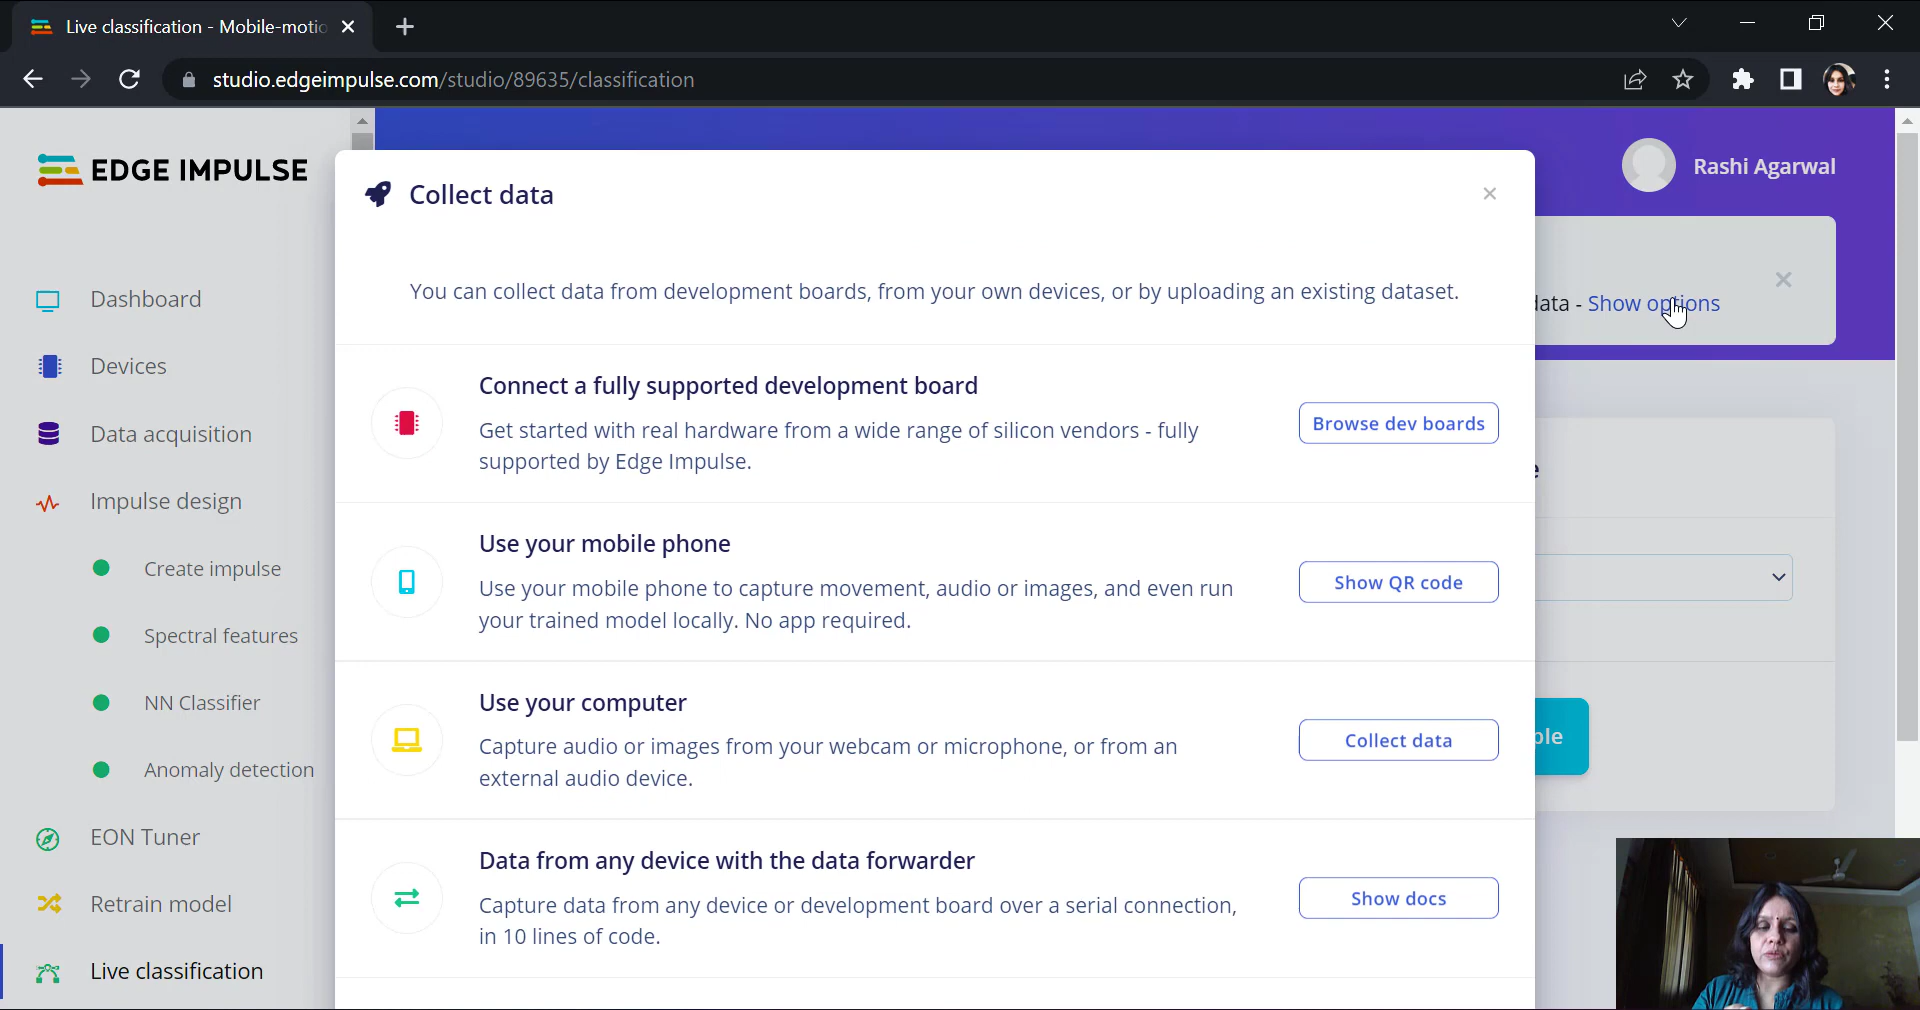 Live classification - Mobile-motio
studio.edgeimpulse.com/studio/89635/classification
EDGE IMPULSE
Dashboard
Devices
Data acquisition
Impulse design
Create impulse
Spectral features
NN Classifier
Anomaly detection
EON Tuner
Retrain model
Live classification
Rashi Agarwal
data - Show options
Collect data
You can collect data from development boards, from your own devices, or by uploading an existing dataset.
Connect a fully supported development board
Get started with real hardware from a wide range of silicon vendors - fully
supported by Edge Impulse.
Browse dev boards
Use your mobile phone
Use your mobile phone to capture movement, audio or images, and even run
your trained model locally. No app required.
Show QR code
Use your computer
Capture audio or images from your webcam or microphone, or from an
external audio device.
Collect data
Data from any device with the data forwarder
Capture data from any device or development board over a serial connection,
in 10 lines of code.
Show docs